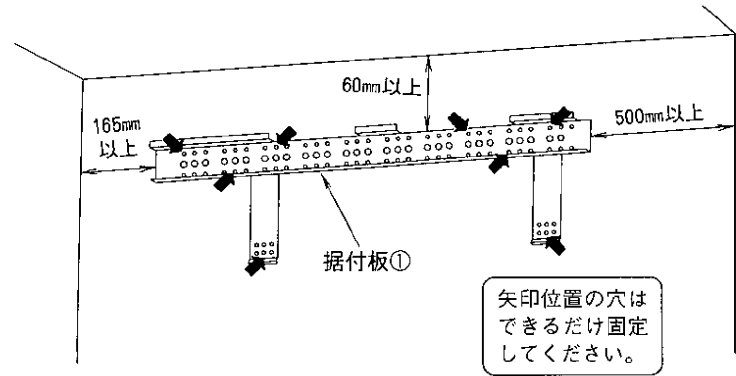 60mm以上
165mm
以上
500mm以上
据付板①
矢印位置の穴は
できるだけ固定
してください。